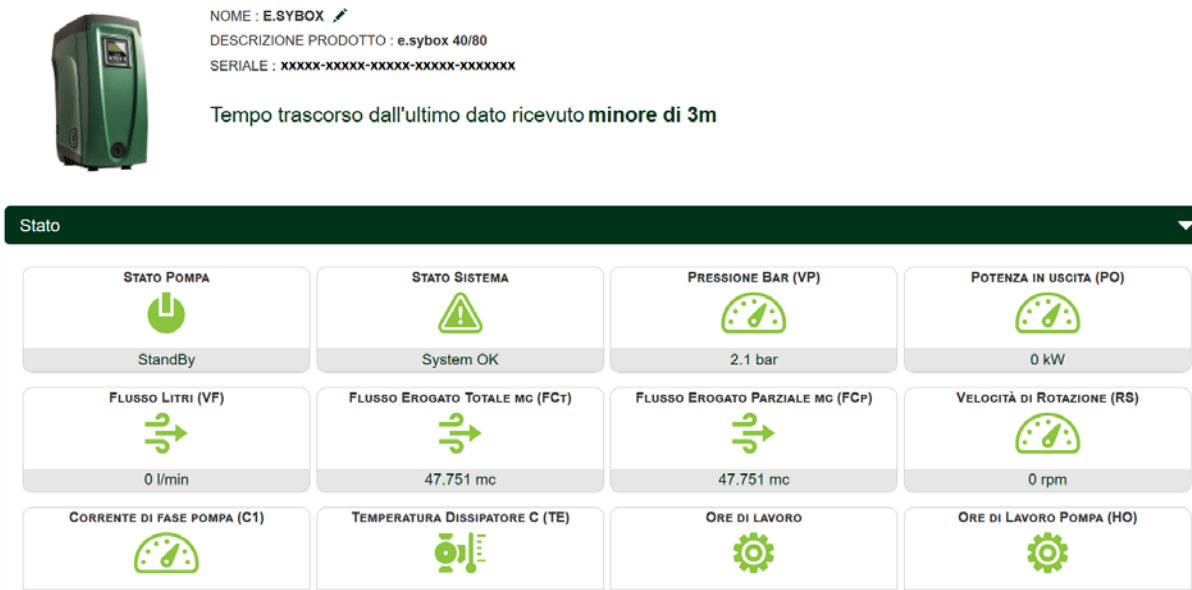 NOME : E.SYBOX
DESCRIZIONE PRODOTTO : e.sybox 40/80
SERIALE : xxxxx-xxxxx-xxxxx-xxxxx-xxxxxxx
Tempo trascorso dall'ultimo dato ricevuto minore di 3m
Stato
STATO POMPA
StandBy
STATO SISTEMA
System OK
PRESSIONE BAR (VP)
2.1 bar
POTENZA IN USCITA (PO)
0 kW
FLUSSO LITRI (VF)
0 l/min
FLUSSO EROGATO TOTALE MC (FCT)
47.751 mc
FLUSSO EROGATO PARZIALE MC (FCP)
47.751 mc
VELOCITÀ DI ROTAZIONE (RS)
0 rpm
CORRENTE DI FASE POMPA (C1)
TEMPERATURA DISSIPATORE C (TE)
ORE DI LAVORO
ORE DI LAVORO POMPA (HO)